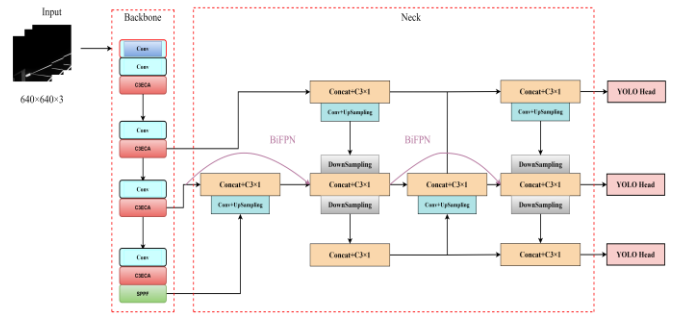 Input
Backbone
Neck
640×640×3
Conv
Conv
C3ECA
Conv
C3ECA
Conv
C3ECA
Conv
C3ECA
SPPF
Concat+C3×1
Conv+UpSampling
Concat+C3×1
Conv+UpSampling
YOLO Head
BiFPN
BiFPN
DownSampling
DownSampling
Concat+C3×1
Conv+UpSampling
Concat+C3×1
DownSampling
Concat+C3×1
Conv+UpSampling
Concat+C3×1
DownSampling
YOLO Head
Concat+C3×1
Concat+C3×1
YOLO Head